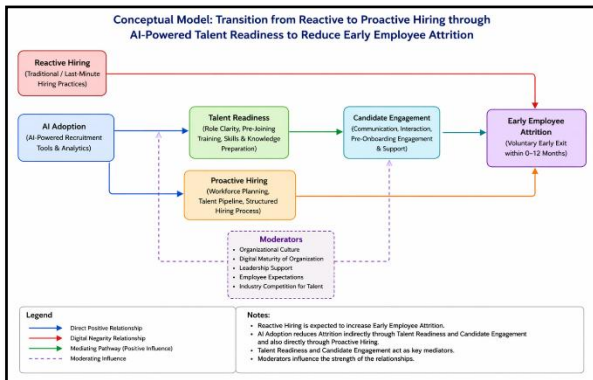 Conceptual Model: Transition from Reactive to Proactive Hiring through
AI-Powered Talent Readiness to Reduce Early Employee Attrition
Reactive Hiring
(Traditional / Last-Minute
Hiring Practices)
AI Adoption
(AI-Powered Recruitment
Tools & Analytics)
Talent Readiness
(Role Clarity, Pre-Joining
Training, Skills & Knowledge
Preparation)
Candidate Engagement
(Communication, Interaction,
Pre-Onboarding Engagement
& Support)
Early Employee
Attrition
(Voluntary Early Exit
within 0–12 Months)
Proactive Hiring
(Workforce Planning,
Talent Pipeline, Structured
Hiring Process)
Moderators
• Organizational Culture
• Digital Maturity of Organization
• Leadership Support
• Employee Expectations
• Industry Competition for Talent
Legend
Direct Positive Relationship
Digital Negarity Relationship
Mediating Pathway (Positive Influence)
Moderating Influence
Notes:
• Reactive Hiring is expected to increase Early Employee Attrition.
• AI Adoption reduces Attrition indirectly through Talent Readiness and Candidate Engagement
and also directly through Proactive Hiring.
• Talent Readiness and Candidate Engagement act as key mediators.
• Moderators influence the strength of the relationships.